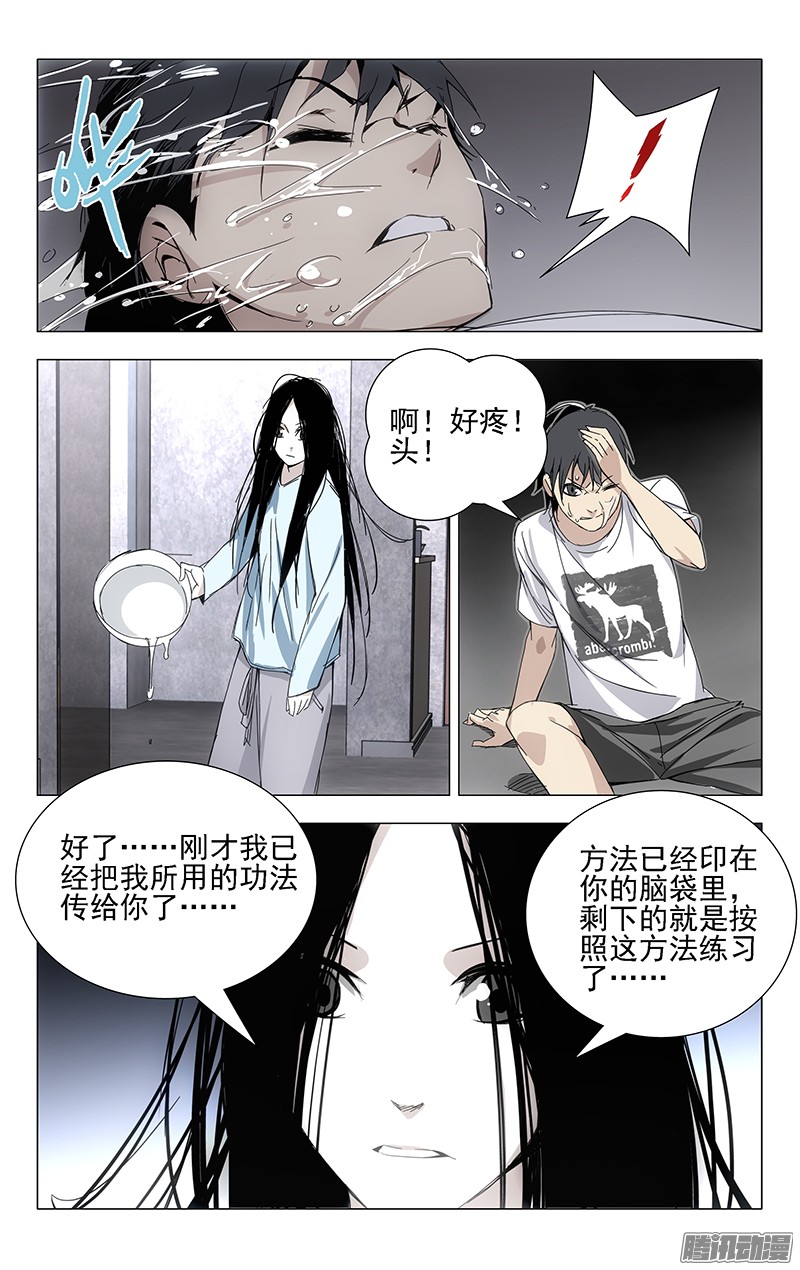 哗
！
啊！好疼！
头！
abercrombi
好了……刚才我已
经把我所用的功法
传给你了……
方法已经印在
你的脑袋里，
剩下的就是按
照这方法练习
了……
腾讯动漫